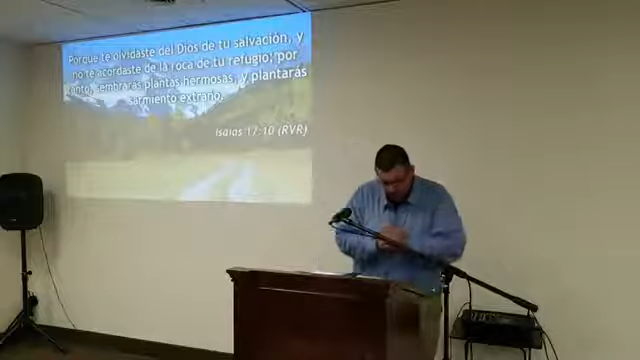 Porque te olvidaste del Dios de tu salvación, y
no te acordaste de la roca de tu refugio; por
tanto, sembrarás plantas hermosas, y plantarás
sarmiento extraño.
Isaías 17:10 (RVR)